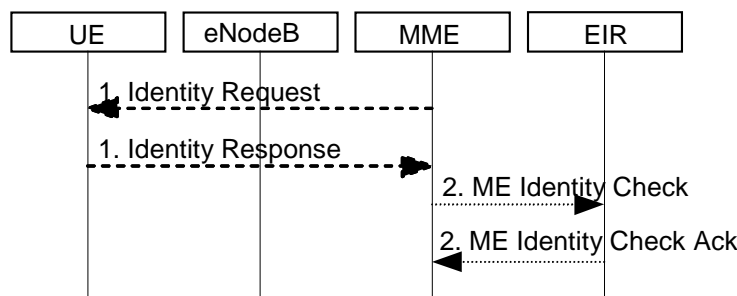 UE
eNodeB
MME
EIR
1. Identity Request
1. Identity Response
2. ME Identity Check
2. ME Identity Check Ack